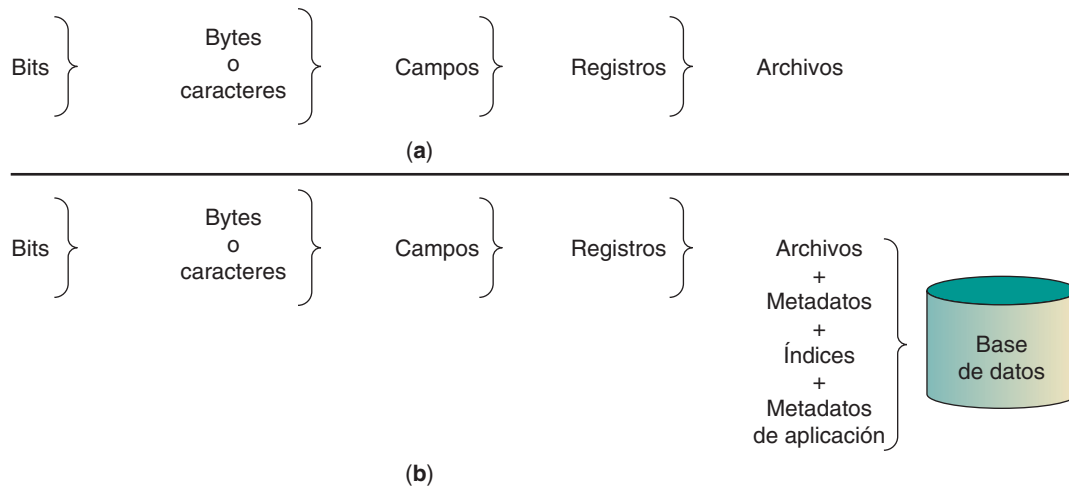 Bits
Bytes
o
caracteres
Campos
Registros
Archivos
(a)
Bits
Bytes
o
caracteres
Campos
Registros
Archivos
+
Metadatos
+
Índices
+
Metadatos
de aplicación
Base
de datos
(b)